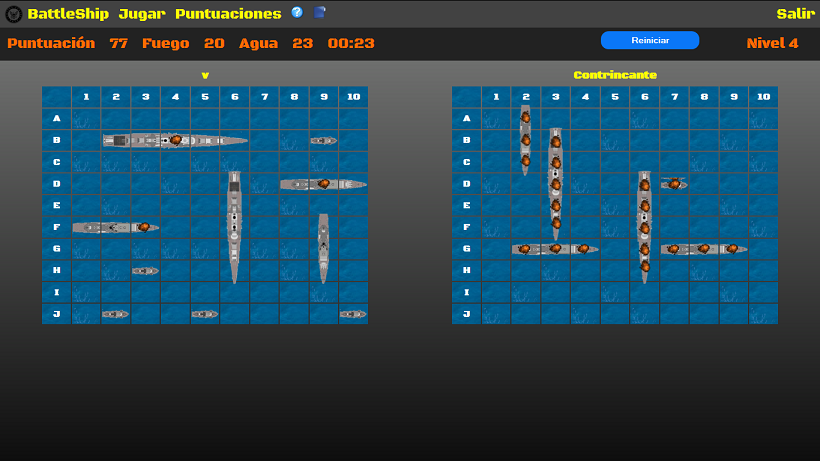 BattleShip Jugar Puntuaciones ? Salir
Puntuación 77 Fuego 20 Agua 23 00:23 Reiniciar Nivel 4
v Contrincante
1 2 3 4 5 6 7 8 9 10 1 2 3 4 5 6 7 8 9 10
A A
B B
C C
D D
E E
F F
G G
H H
I I
J J